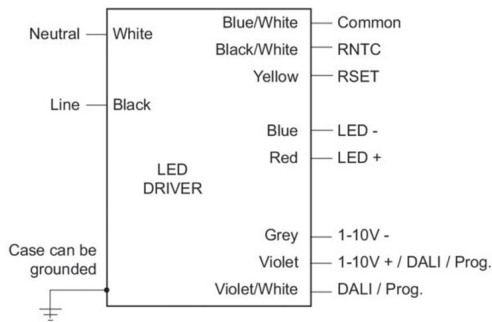 Blue/White Common
Neutral White
Black/White RNTC
Yellow RSET
Line Black
Blue LED -
Red LED +
LED
DRIVER
Grey 1-10V -
Case can be
grounded
Violet 1-10V + / DALI / Prog.
Violet/White DALI / Prog.